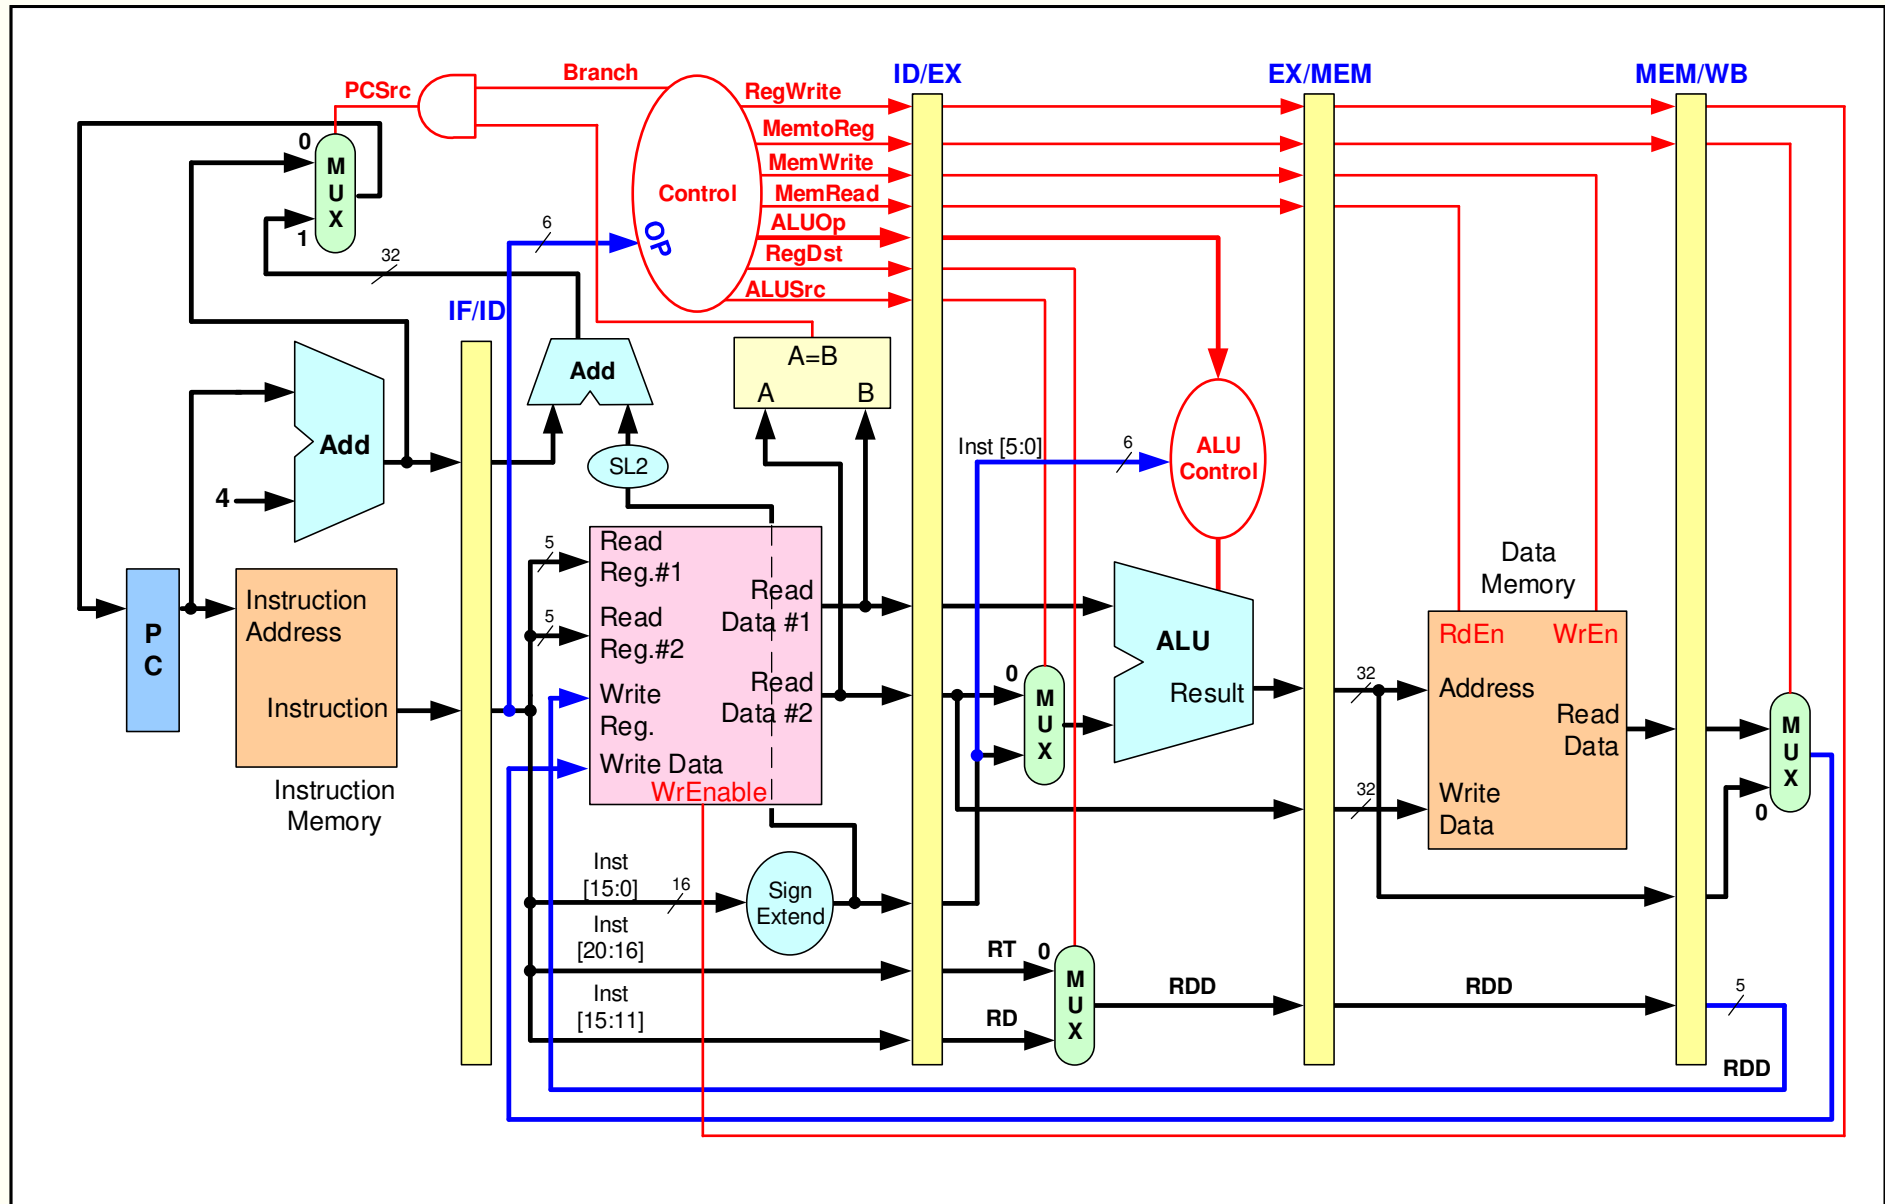 ID/EX
EX/MEM
MEM/WB
Branch
PCSrc
RegWrite
MemtoReg
MemWrite
MemRead
ALUOp
RegDst
ALUSrc
Control
OP
0
M
U
X
1
6
32
IF/ID
Add
A=B
A
B
Add
4
SL2
Inst [5:0]
6
ALU
Control
P
C
Instruction
Address
Instruction
Instruction
Memory
5
Read
Reg.#1
5
Read
Reg.#2
Write
Reg.
Write Data
WrEnable
Read
Data #1
Read
Data #2
0
M
U
X
ALU
Result
Data
Memory
RdEn
WrEn
32
Address
Read
Data
32
Write
Data
M
U
X
0
Inst
[15:0]
16
Sign
Extend
Inst
[20:16]
RT
0
Inst
[15:11]
RD
M
U
X
RDD
RDD
5
RDD